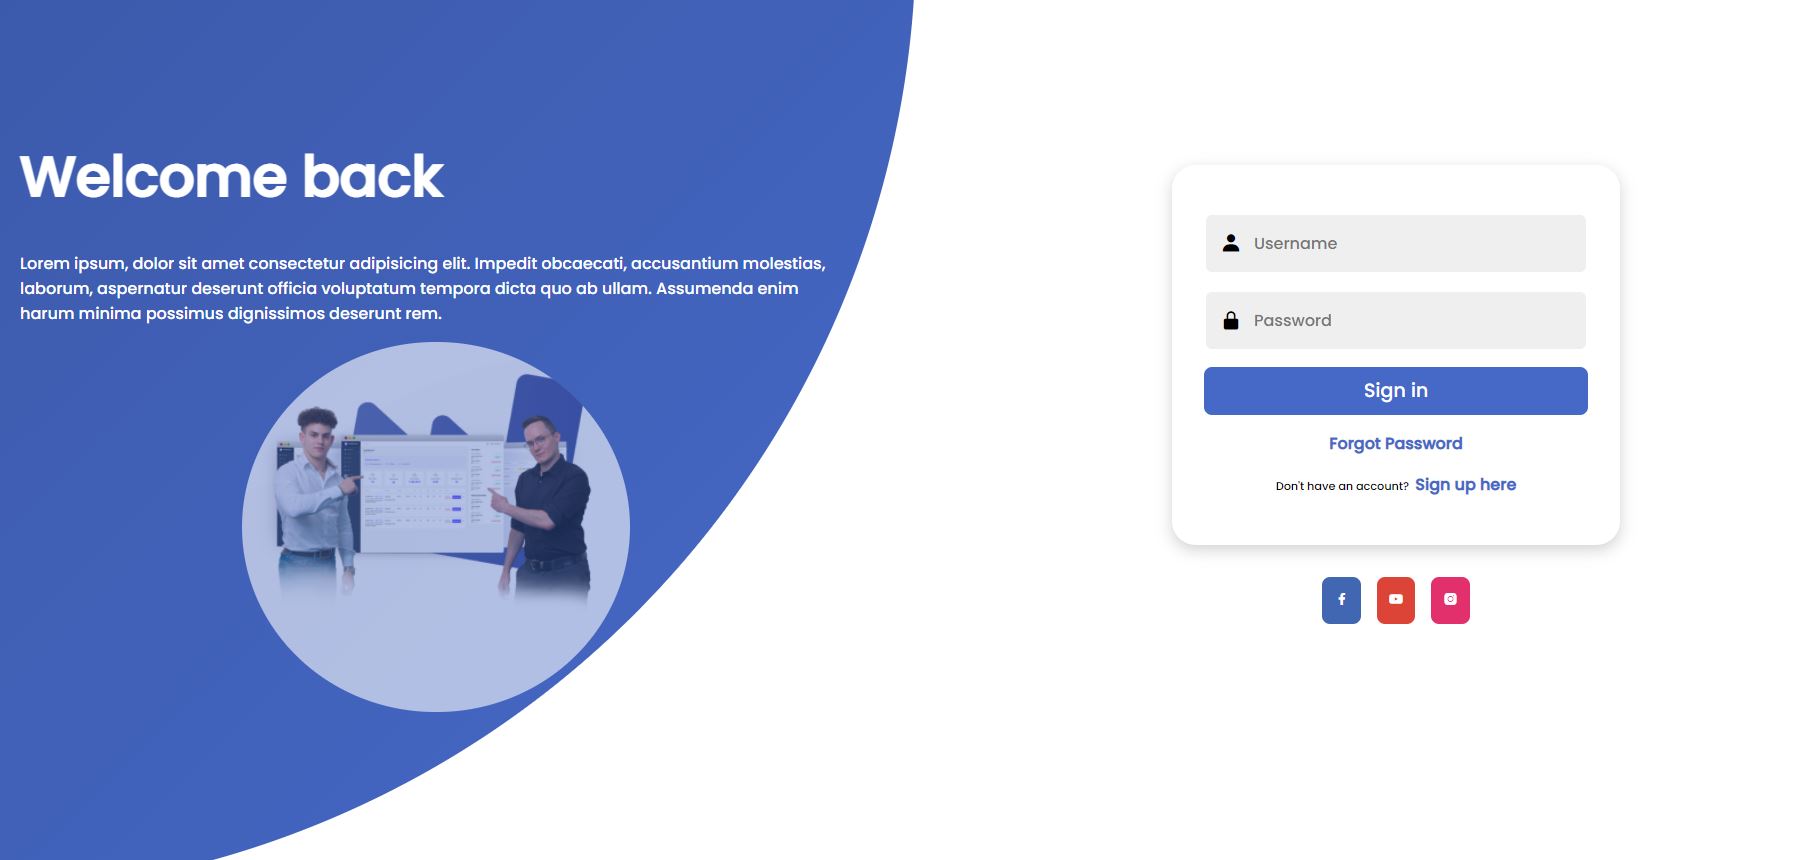 Welcome back
Lorem ipsum, dolor sit amet consectetur adipisicing elit. Impedit obcaecati, accusantium molestias,
laborum, aspernatur deserunt officia voluptatum tempora dicta quo ab ullam. Assumenda enim
harum minima possimus dignissimos deserunt rem.
Username
Password
Sign in
Forgot Password
Don't have an account? Sign up here